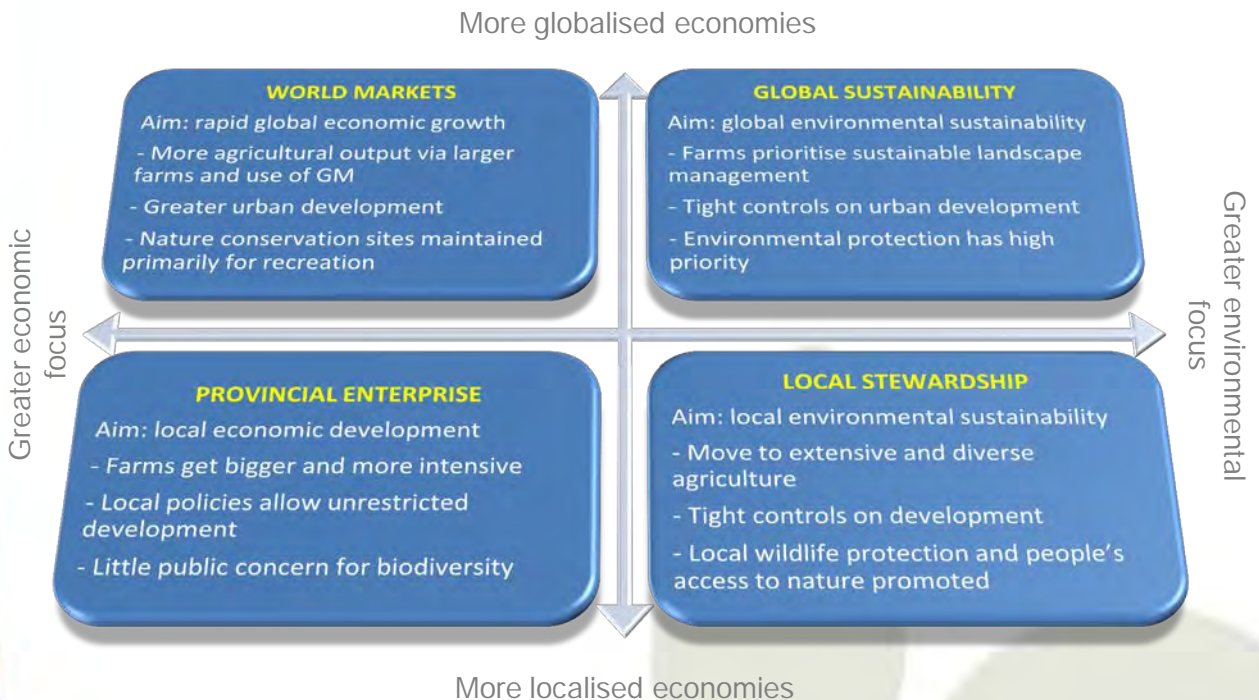 More globalised economies
WORLD MARKETS
Aim: rapid global economic growth
- More agricultural output via larger
farms and use of GM
- Greater urban development
- Nature conservation sites maintained
primarily for recreation
GLOBAL SUSTAINABILITY
Aim: global environmental sustainability
- Farms prioritise sustainable landscape
management
- Tight controls on urban development
- Environmental protection has high
priority
Greater economic
focus
Greater environmental
focus
PROVINCIAL ENTERPRISE
Aim: local economic development
- Farms get bigger and more intensive
- Local policies allow unrestricted
development
- Little public concern for biodiversity
LOCAL STEWARDSHIP
Aim: local environmental sustainability
- Move to extensive and diverse
agriculture
- Tight controls on development
- Local wildlife protection and people's
access to nature promoted
More localised economies